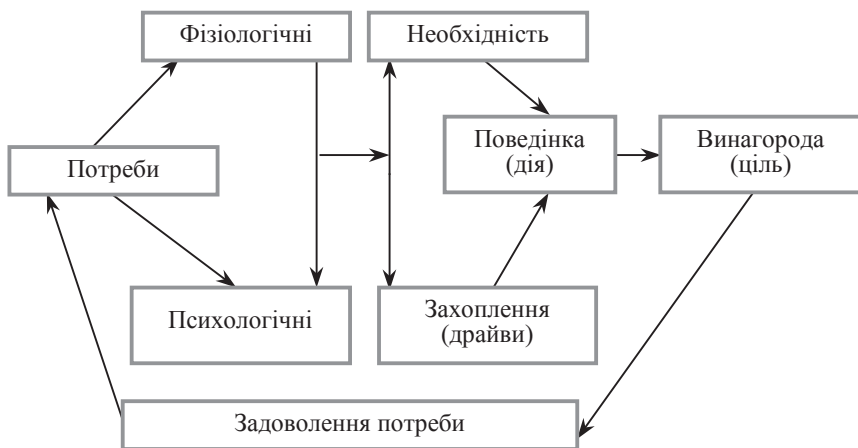 Фізіологічні
Необхідність
Потреби
Поведінка
(дія)
Винагорода
(ціль)
Психологічні
Захоплення
(драйви)
Задоволення потреби